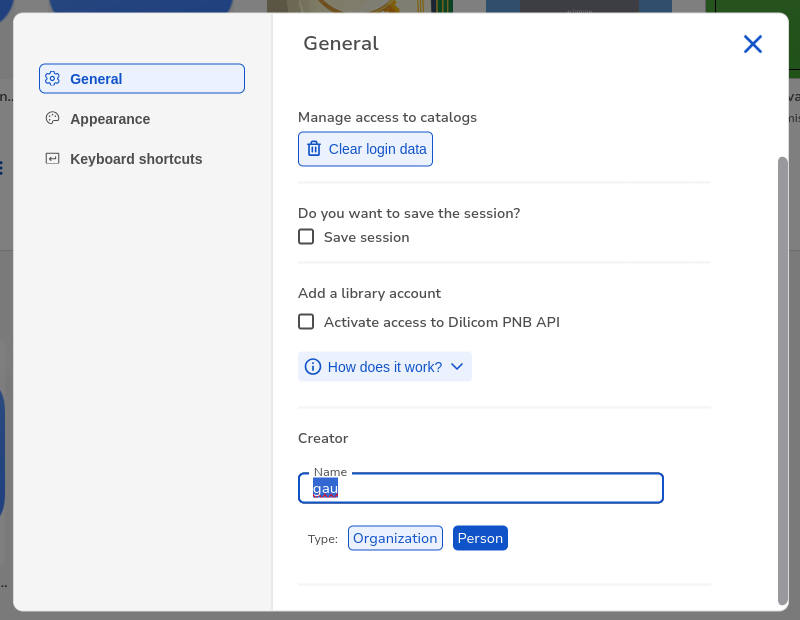 General
General
Appearance
Keyboard shortcuts
Manage access to catalogs
Clear login data
Do you want to save the session?
Save session
Add a library account
Activate access to Dilicom PNB API
How does it work?
Creator
Name
gau
Type: Organization Person